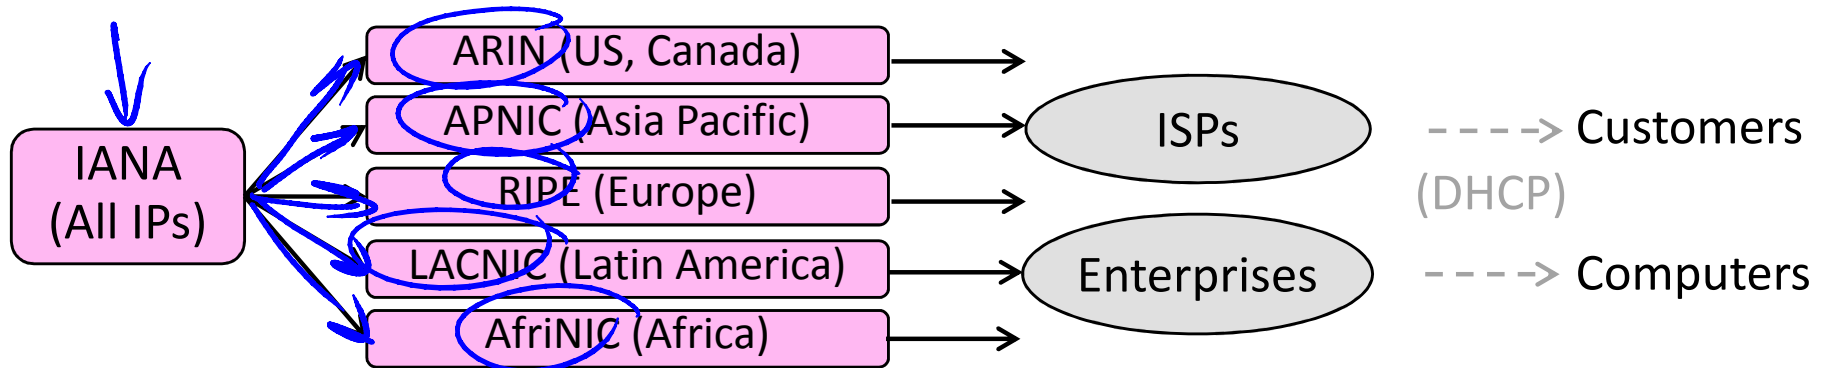 IANA
(All IPs)
ARIN (US, Canada)
APNIC (Asia Pacific)
RIPE (Europe)
LACNIC (Latin America)
AfriNIC (Africa)
ISPs
Enterprises
Customers
(DHCP)
Computers